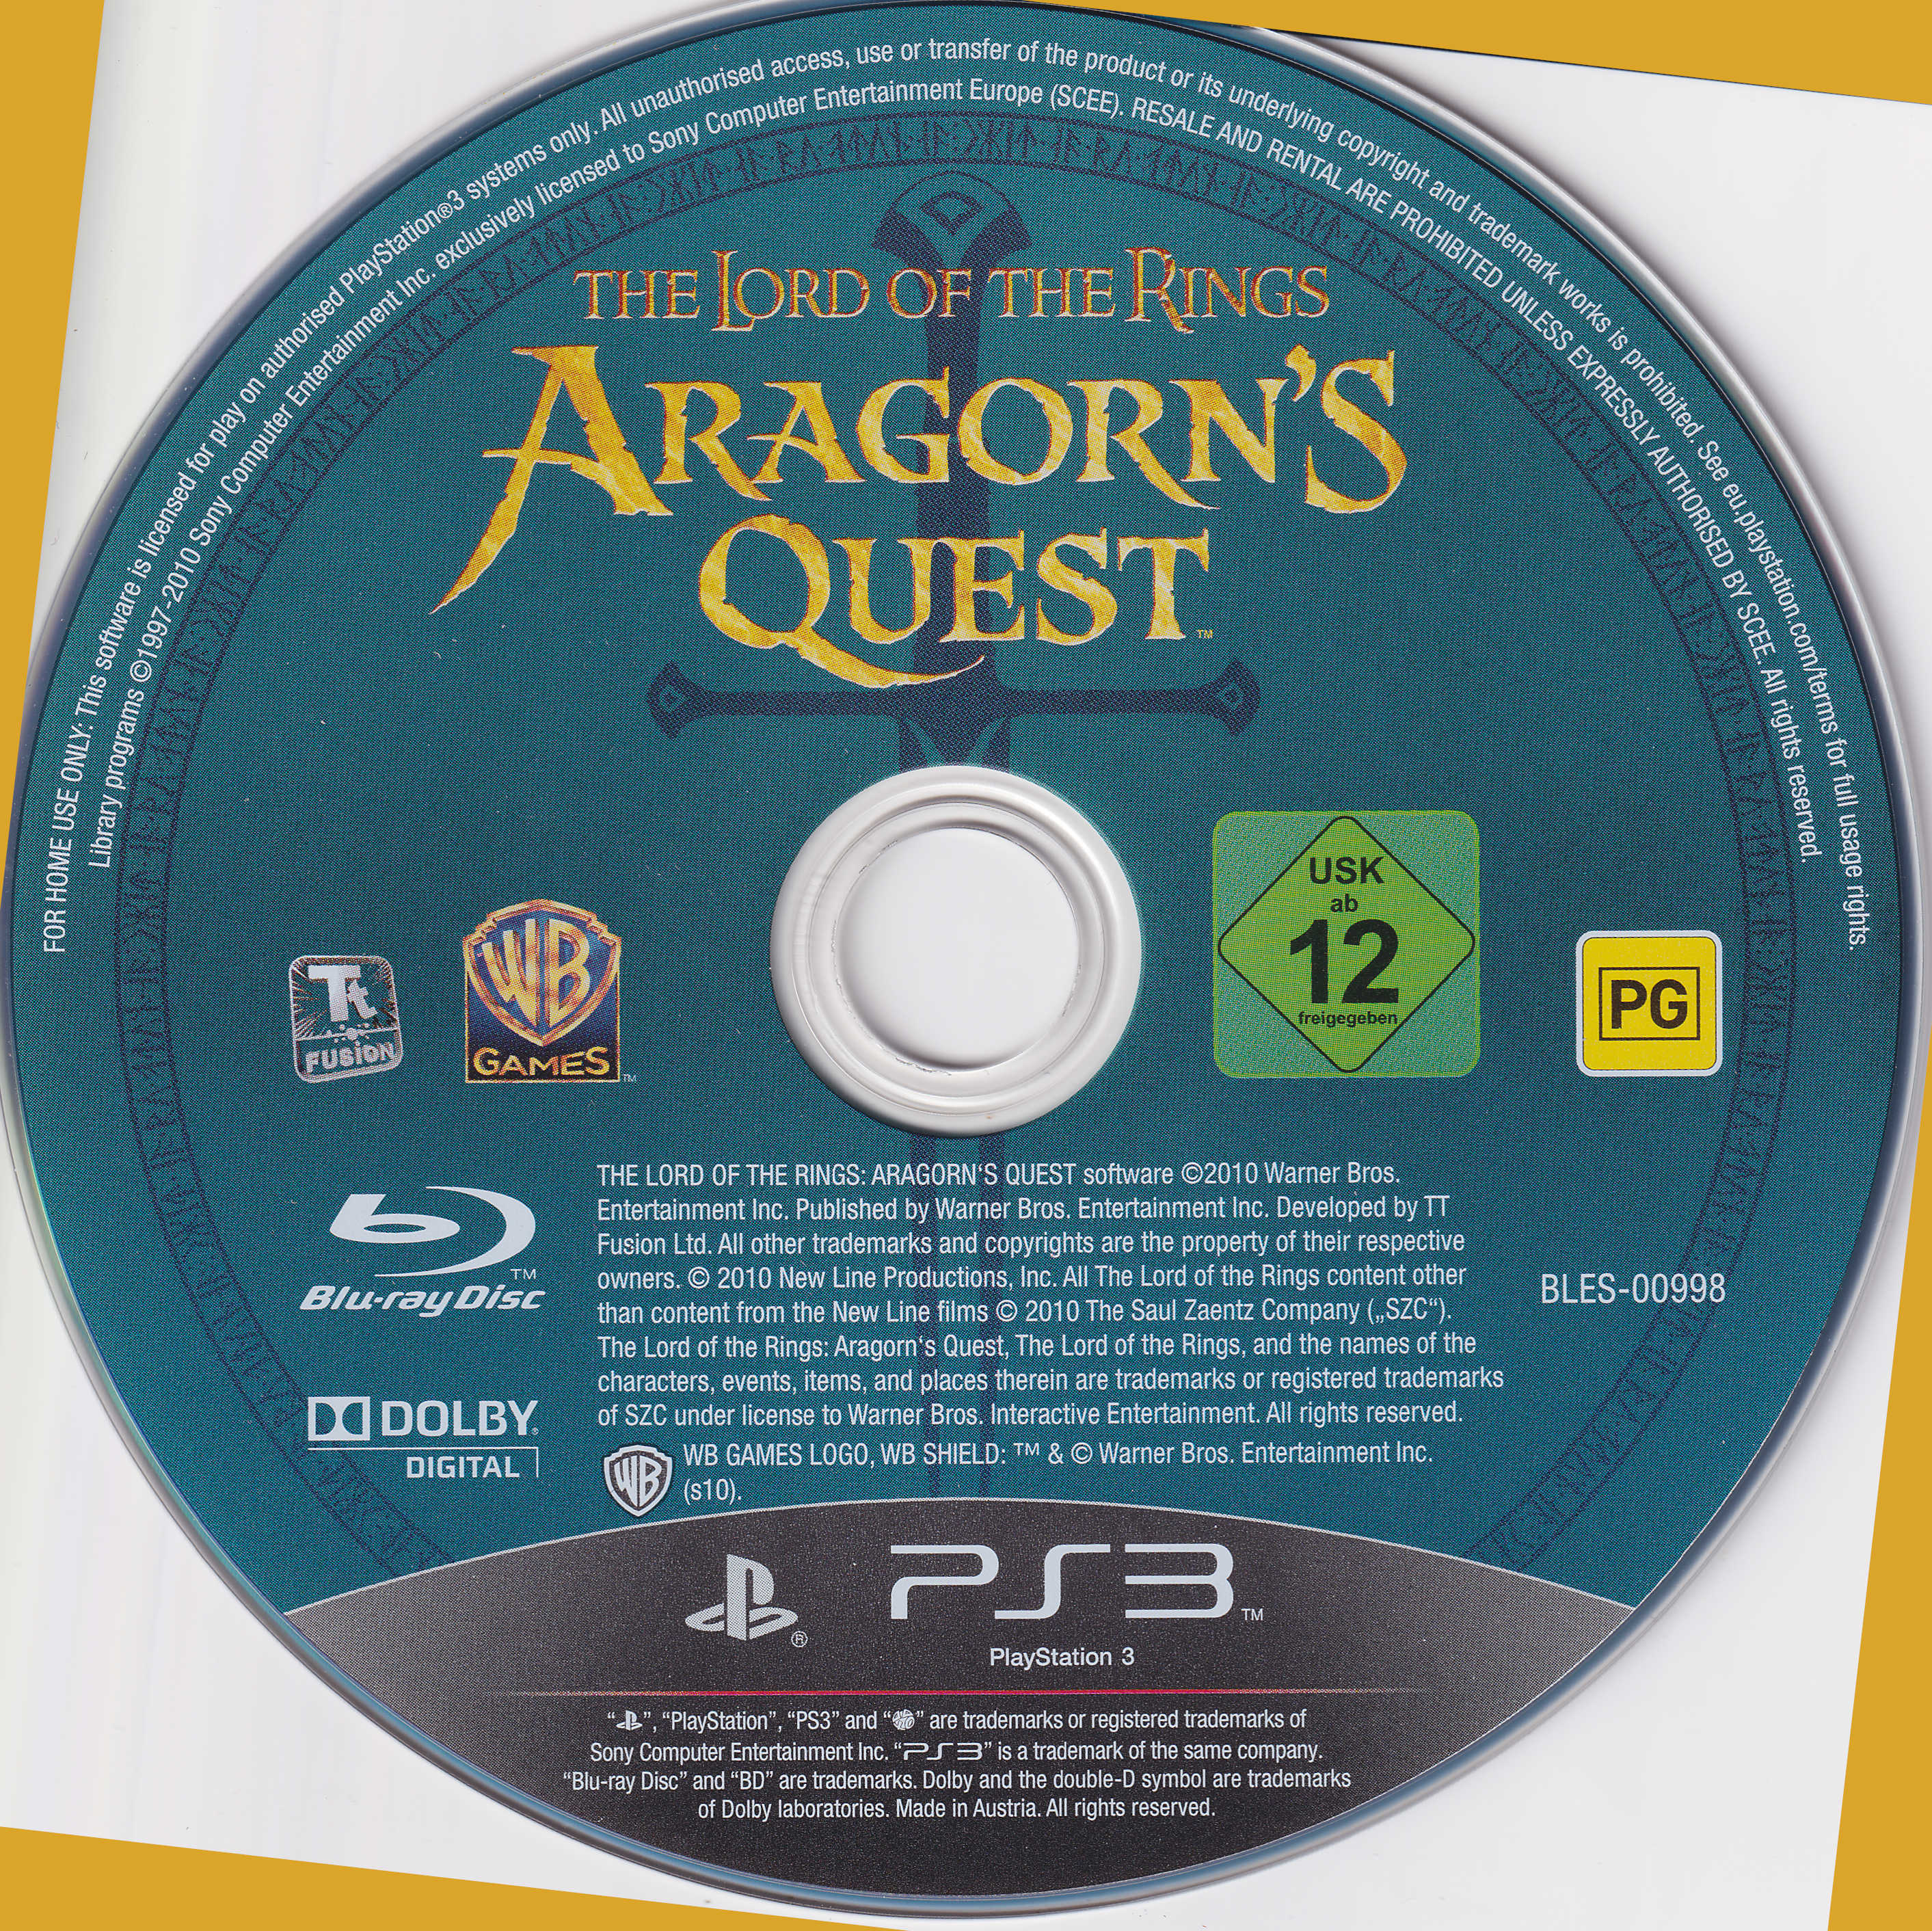 FOR HOME USE ONLY: This software is licensed for play on authorised PlayStation®3 systems only. All unauthorised access, use or transfer of the product or its underlying copyright and trademark works is prohibited. See eu.playstation.com/terms for full usage rights.
Library programs ©1997-2010 Sony Computer Entertainment Inc. exclusively licensed to Sony Computer Entertainment Europe (SCEE). RESALE AND RENTAL ARE PROHIBITED UNLESS EXPRESSLY AUTHORISED BY SCEE. All rights reserved.
THE LORD OF THE RINGS
ARAGORN'S
QUEST™
USK
ab
12
freigegeben
PG
Tt
FUSION
WB
GAMES™
THE LORD OF THE RINGS: ARAGORN‘S QUEST software ©2010 Warner Bros.
Entertainment Inc. Published by Warner Bros. Entertainment Inc. Developed by TT
Fusion Ltd. All other trademarks and copyrights are the property of their respective
owners. © 2010 New Line Productions, Inc. All The Lord of the Rings content other
than content from the New Line films © 2010 The Saul Zaentz Company („SZC“).
The Lord of the Rings: Aragorn‘s Quest, The Lord of the Rings, and the names of the
characters, events, items, and places therein are trademarks or registered trademarks
of SZC under license to Warner Bros. Interactive Entertainment. All rights reserved.
WB WB GAMES LOGO, WB SHIELD: ™ & © Warner Bros. Entertainment Inc.
(s10).
Blu-ray Disc™
BLES-00998
DOLBY®
DIGITAL
® PS3™
PlayStation 3
“ ”, “PlayStation”, “PS3” and “ ” are trademarks or registered trademarks of
Sony Computer Entertainment Inc. “PS3” is a trademark of the same company.
“Blu-ray Disc” and “BD” are trademarks. Dolby and the double-D symbol are trademarks
of Dolby laboratories. Made in Austria. All rights reserved.